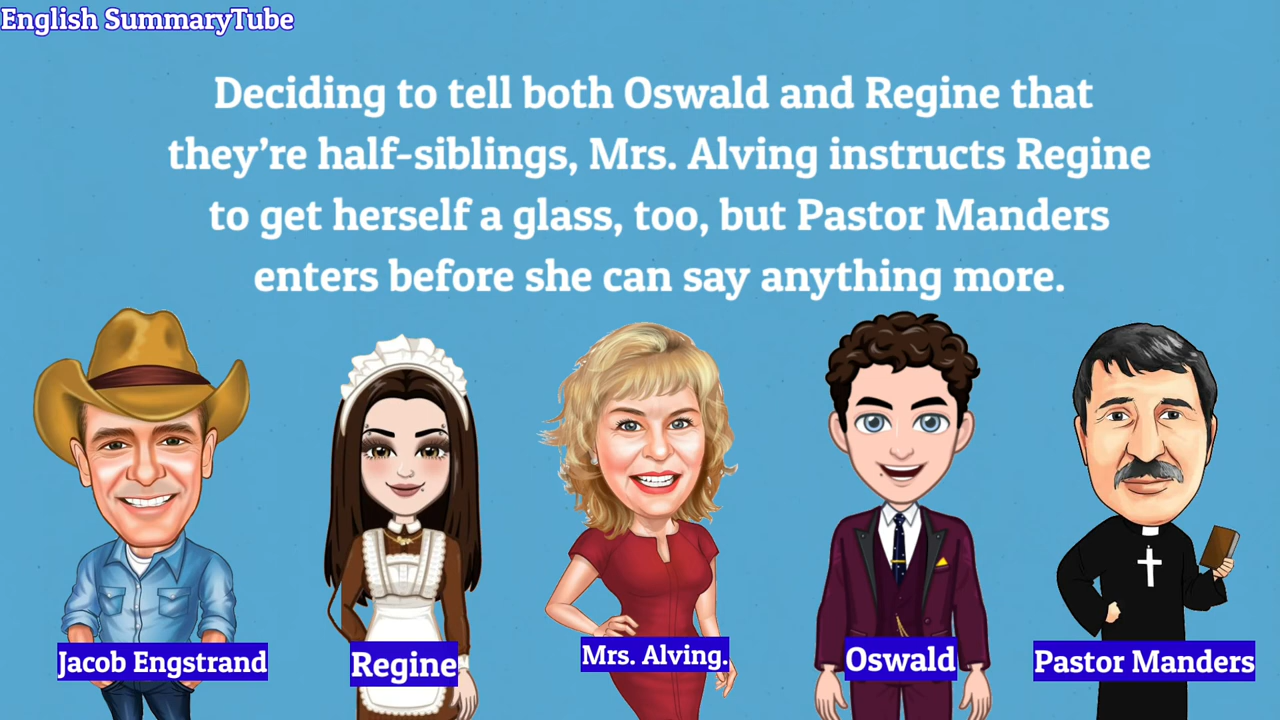 English SummaryTube
Deciding to tell both Oswald and Regine that
they’re half-siblings, Mrs. Alving instructs Regine
to get herself a glass, too, but Pastor Manders
enters before she can say anything more.
Jacob Engstrand
Regine
Mrs. Alving.
Oswald
Pastor Manders